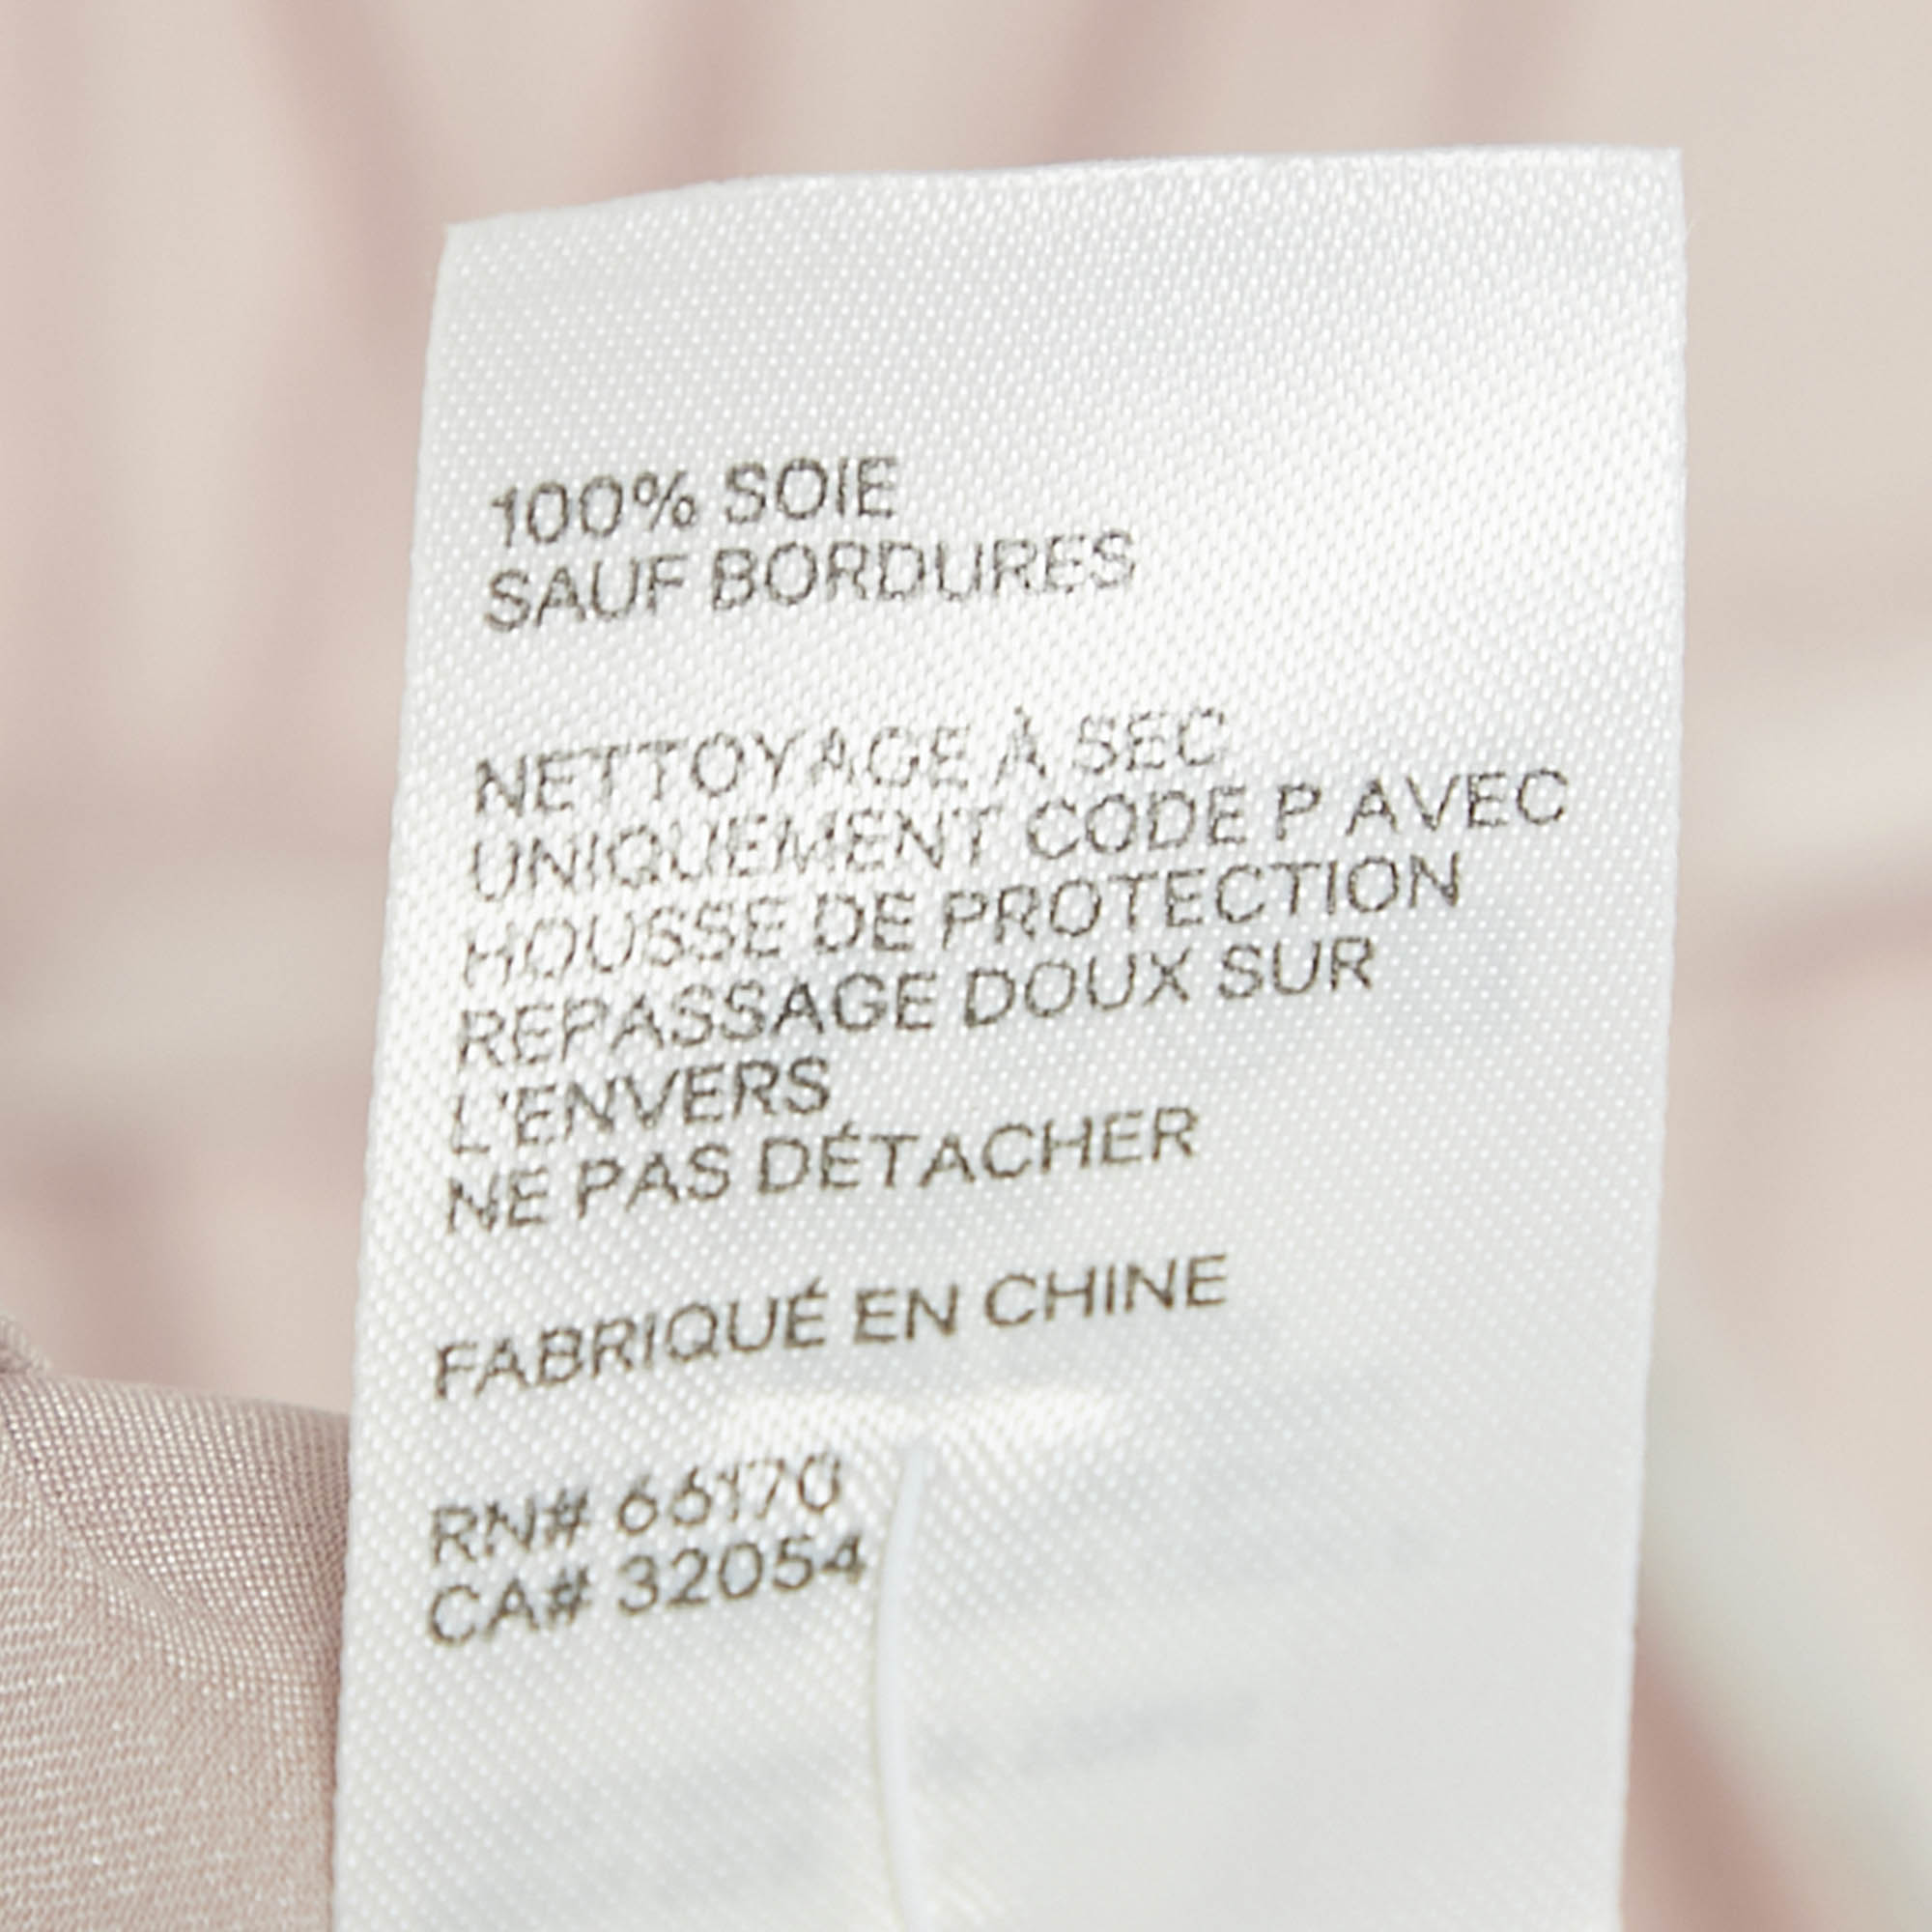 100% SOIE
SAUF BORDURES
NETTOYAGE À SEC
UNIQUEMENT CODE P AVEC
HOUSSE DE PROTECTION
REPASSAGE DOUX SUR
L'ENVERS
NE PAS DÉTACHER
FABRIQUÉ EN CHINE
RN# 66170
CA# 32054